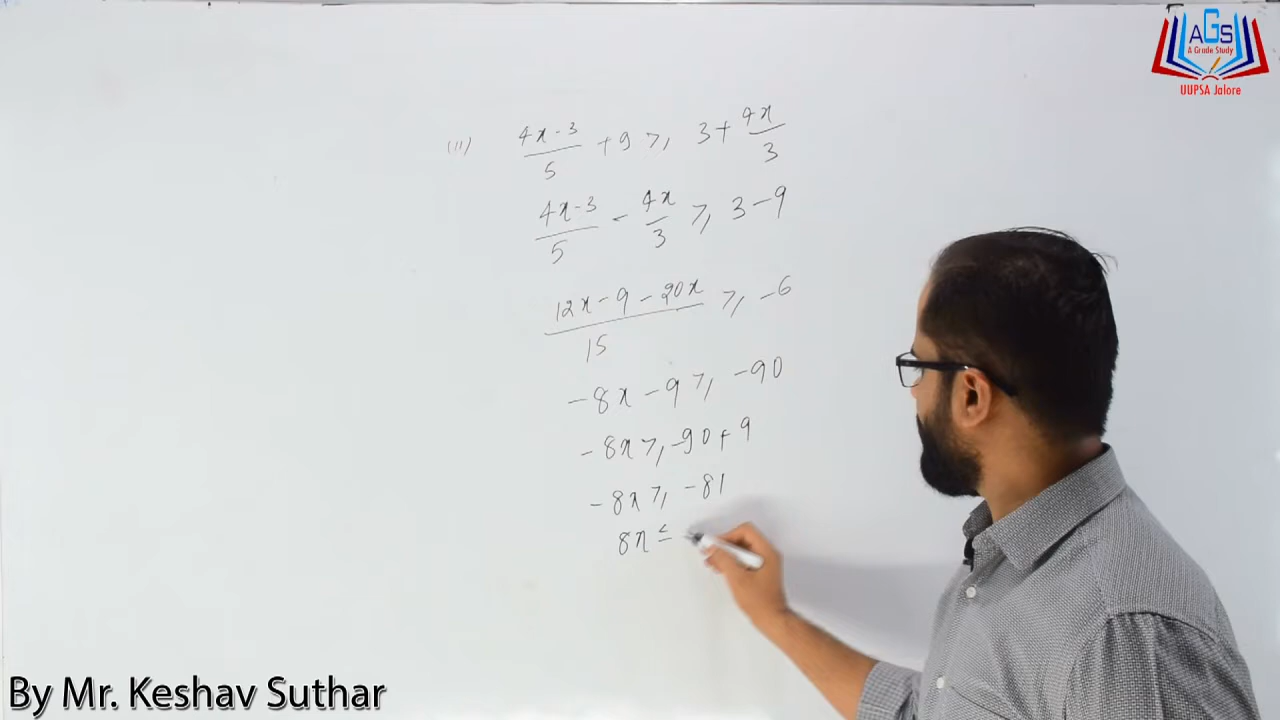 AGS
A Grade Study
UUPSA Jalore
(11) 4x-3/5 + 9 ≥ 3 + 4x/3
4x-3/5 - 4x/3 ≥ 3-9
12x-9-20x/15 ≥ -6
-8x-9 ≥ -90
-8x ≥ -90+9
-8x ≥ -81
8x ≤
By Mr. Keshav Suthar